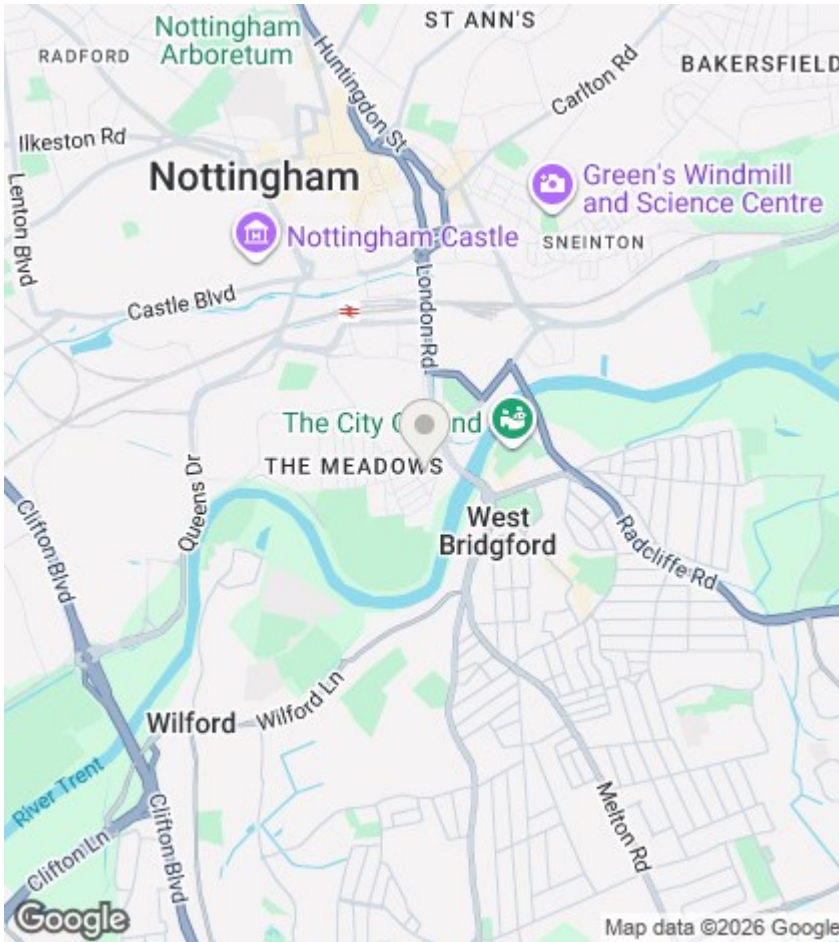 Nottingham
Arboretum
ST ANN'S
RADFORD
Huntingdon St
BAKERSFIELD
Carlton Rd
Ilkeston Rd
Nottingham
Green's Windmill
and Science Centre
Lenton Blvd
Nottingham Castle
SNEINTON
Castle Blvd
London Rd
The City G nd
THE MEADOWS
Queens Dr
West
Bridgford
Clifton Blvd
Radcliffe Rd
Wilford
Wilford Ln
River Trent
Melton Rd
Clifton Ln
Clifton Blvd
Google
Map data ©2026 Google